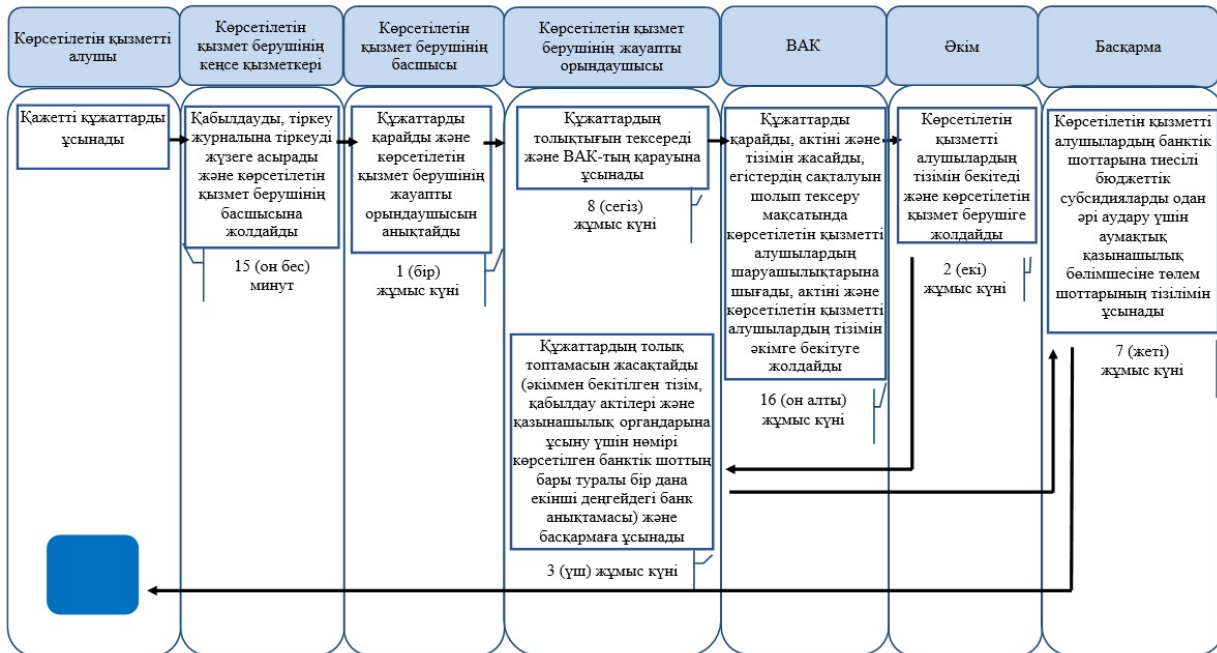 Көрсетілетін қызметті
алушы
Көрсетілетін
қызмет берушінің
кеңсе қызметкері
Көрсетілетін
қызмет берушінің
басшысы
Көрсетілетін қызмет
берушінің жауапты
орындаушысы
ВАК
Әкім
Басқарма
Қажетті құжаттарды
ұсынады
Қабылдауды, тіркеу
журналына тіркеуді
жүзеге асырады
және көрсетілетін
қызмет берушінің
басшысына
жолдайды
15 (он бес)
минут
Құжаттарды
қарайды және
көрсетілетін
қызмет берушінің
жауапты
орындаушысын
анықтайды
1 (бір)
жұмыс күні
Құжаттардың
толықтығын тексереді
және ВАК-тың қарауына
ұсынады
8 (сегіз)
жұмыс күні
Құжаттардың толық
топтамасын жасақтайды
(әкіммен бекітілген тізім,
қабылдау актілері және
қазынашылық органдарына
ұсыну үшін нөмірі
көрсетілген банктік шоттың
бары туралы бір дана
екінші деңгейдегі банк
анықтамасы) және
басқармаға ұсынады
3 (үш) жұмыс күні
Құжаттарды
қарайды, актіні және
тізімін жасайды,
егістердің сақталуын
шолып тексеру
мақсатында
көрсетілетін қызметті
алушылардың
шаруашылықтарына
шығады, актіні және
көрсетілетін қызметті
алушылардың тізімін
әкімге бекітуге
жолдайды
16 (он алты)
жұмыс күні
Көрсетілетін
қызметті
алушылардың
тізімін бекітеді
және көрсетілетін
қызмет берушіге
жолдайды
2 (екі)
жұмыс күні
Көрсетілетін қызметті
алушылардың банктік
шоттарына тиесілі
бюджеттік
субсидияларды одан
әрі аудару үшін
аумақтық
қазынашылық
бөлімшесіне төлем
шоттарының тізілімін
ұсынады
7 (жеті)
жұмыс күні